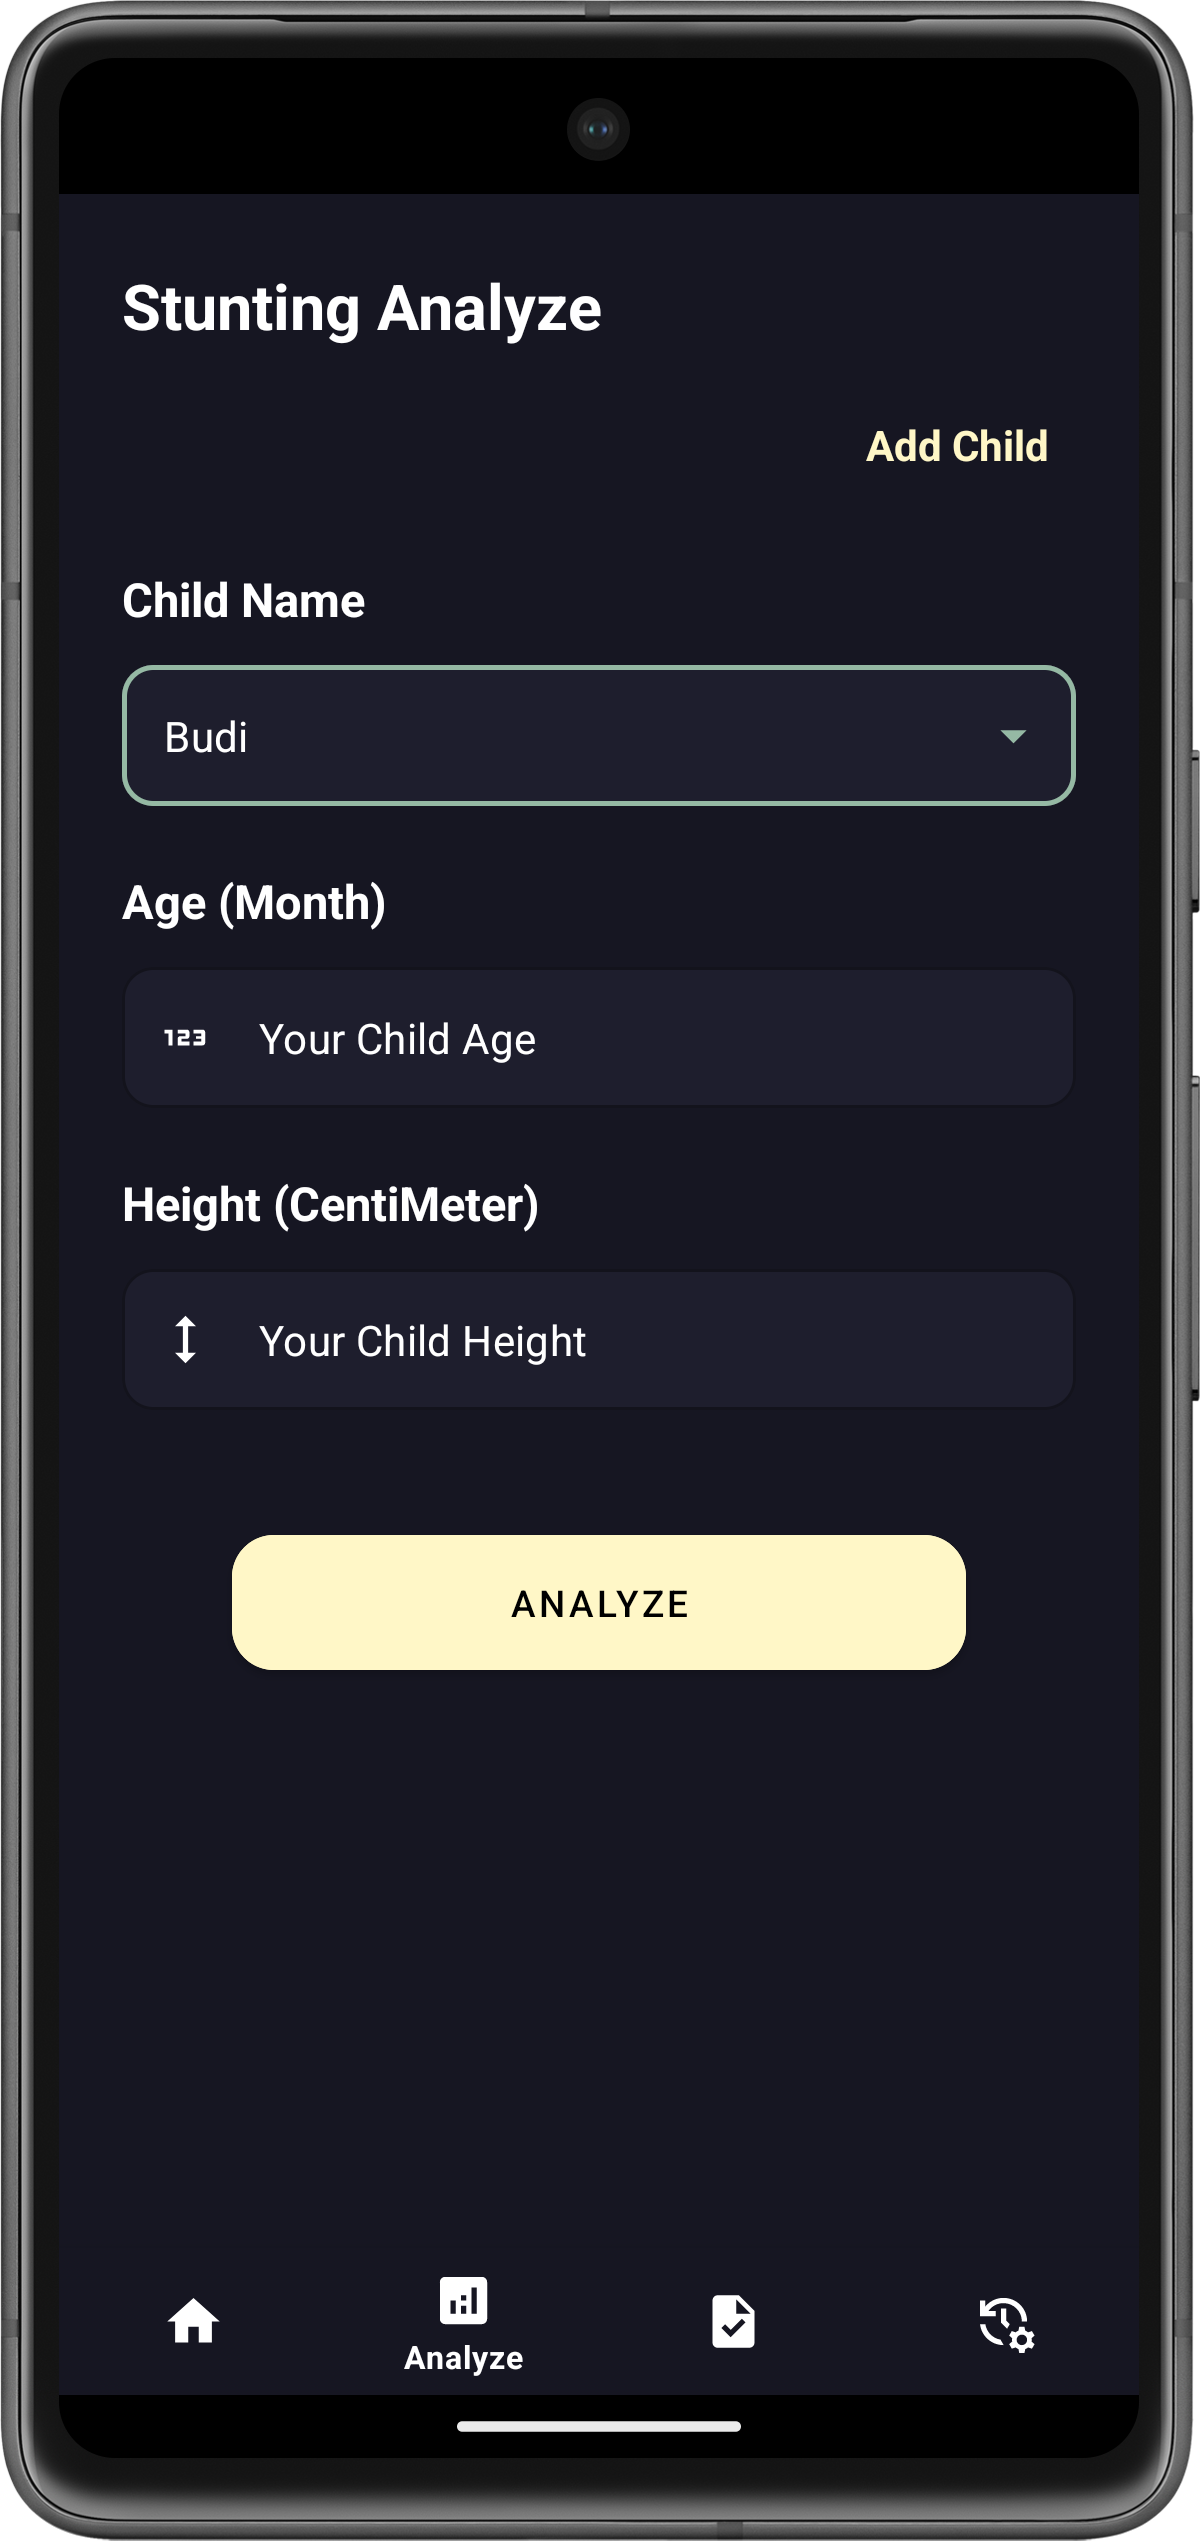 Stunting Analyze
Add Child
Child Name
Budi
Age (Month)
123 Your Child Age
Height (CentiMeter)
Your Child Height
ANALYZE
Analyze